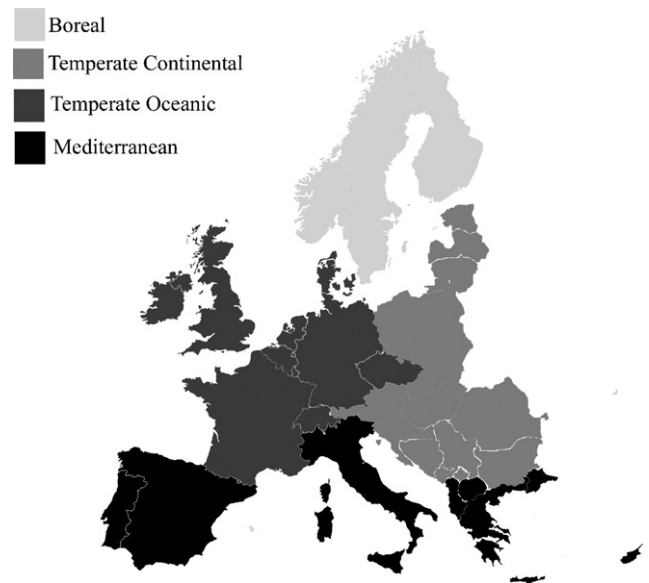 Boreal
Temperate Continental
Temperate Oceanic
Mediterranean